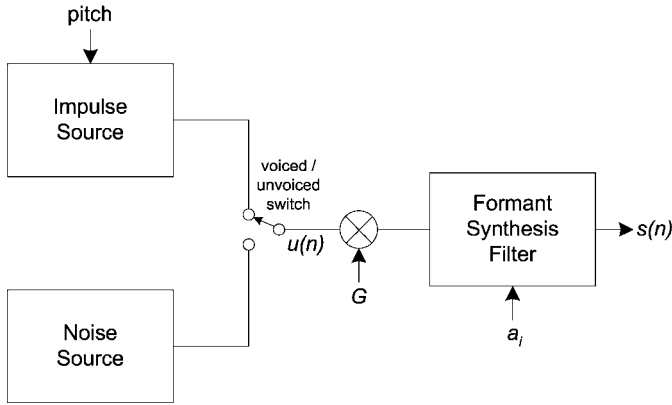 pitch
Impulse
Source
voiced /
unvoiced
switch
u(n)
G
Formant
Synthesis
Filter
s(n)
a_i
Noise
Source